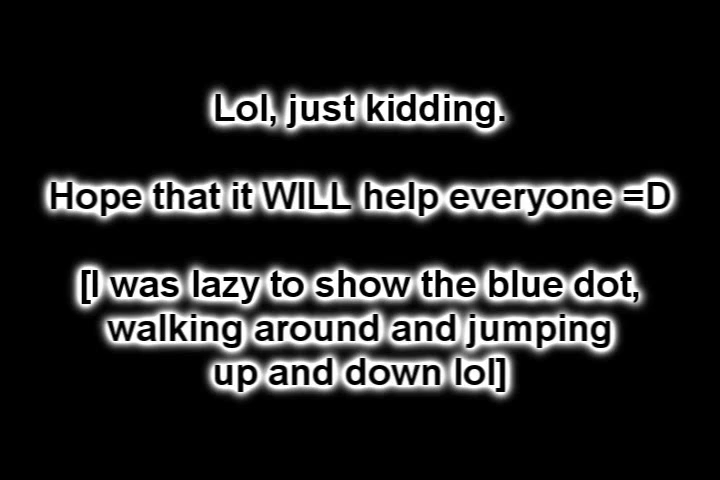 Lol, just kidding.
Hope that it WILL help everyone =D
[I was lazy to show the blue dot,
walking around and jumping
up and down lol]